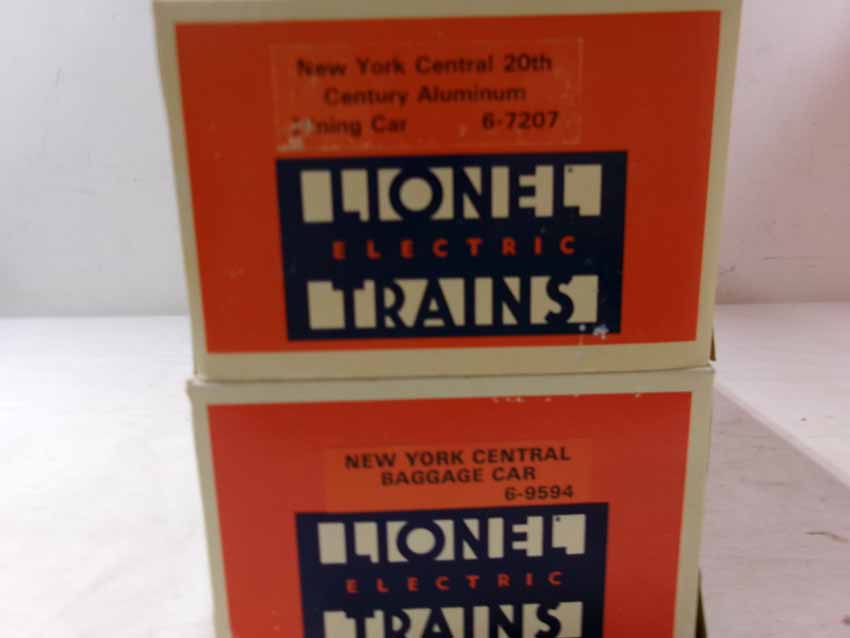 New York Central 20th
Century Aluminum
Dining Car 6-7207
LIONEL
ELECTRIC
TRAINS
NEW YORK CENTRAL
BAGGAGE CAR
6-9594
LIONEL
ELECTRIC
TRAINS